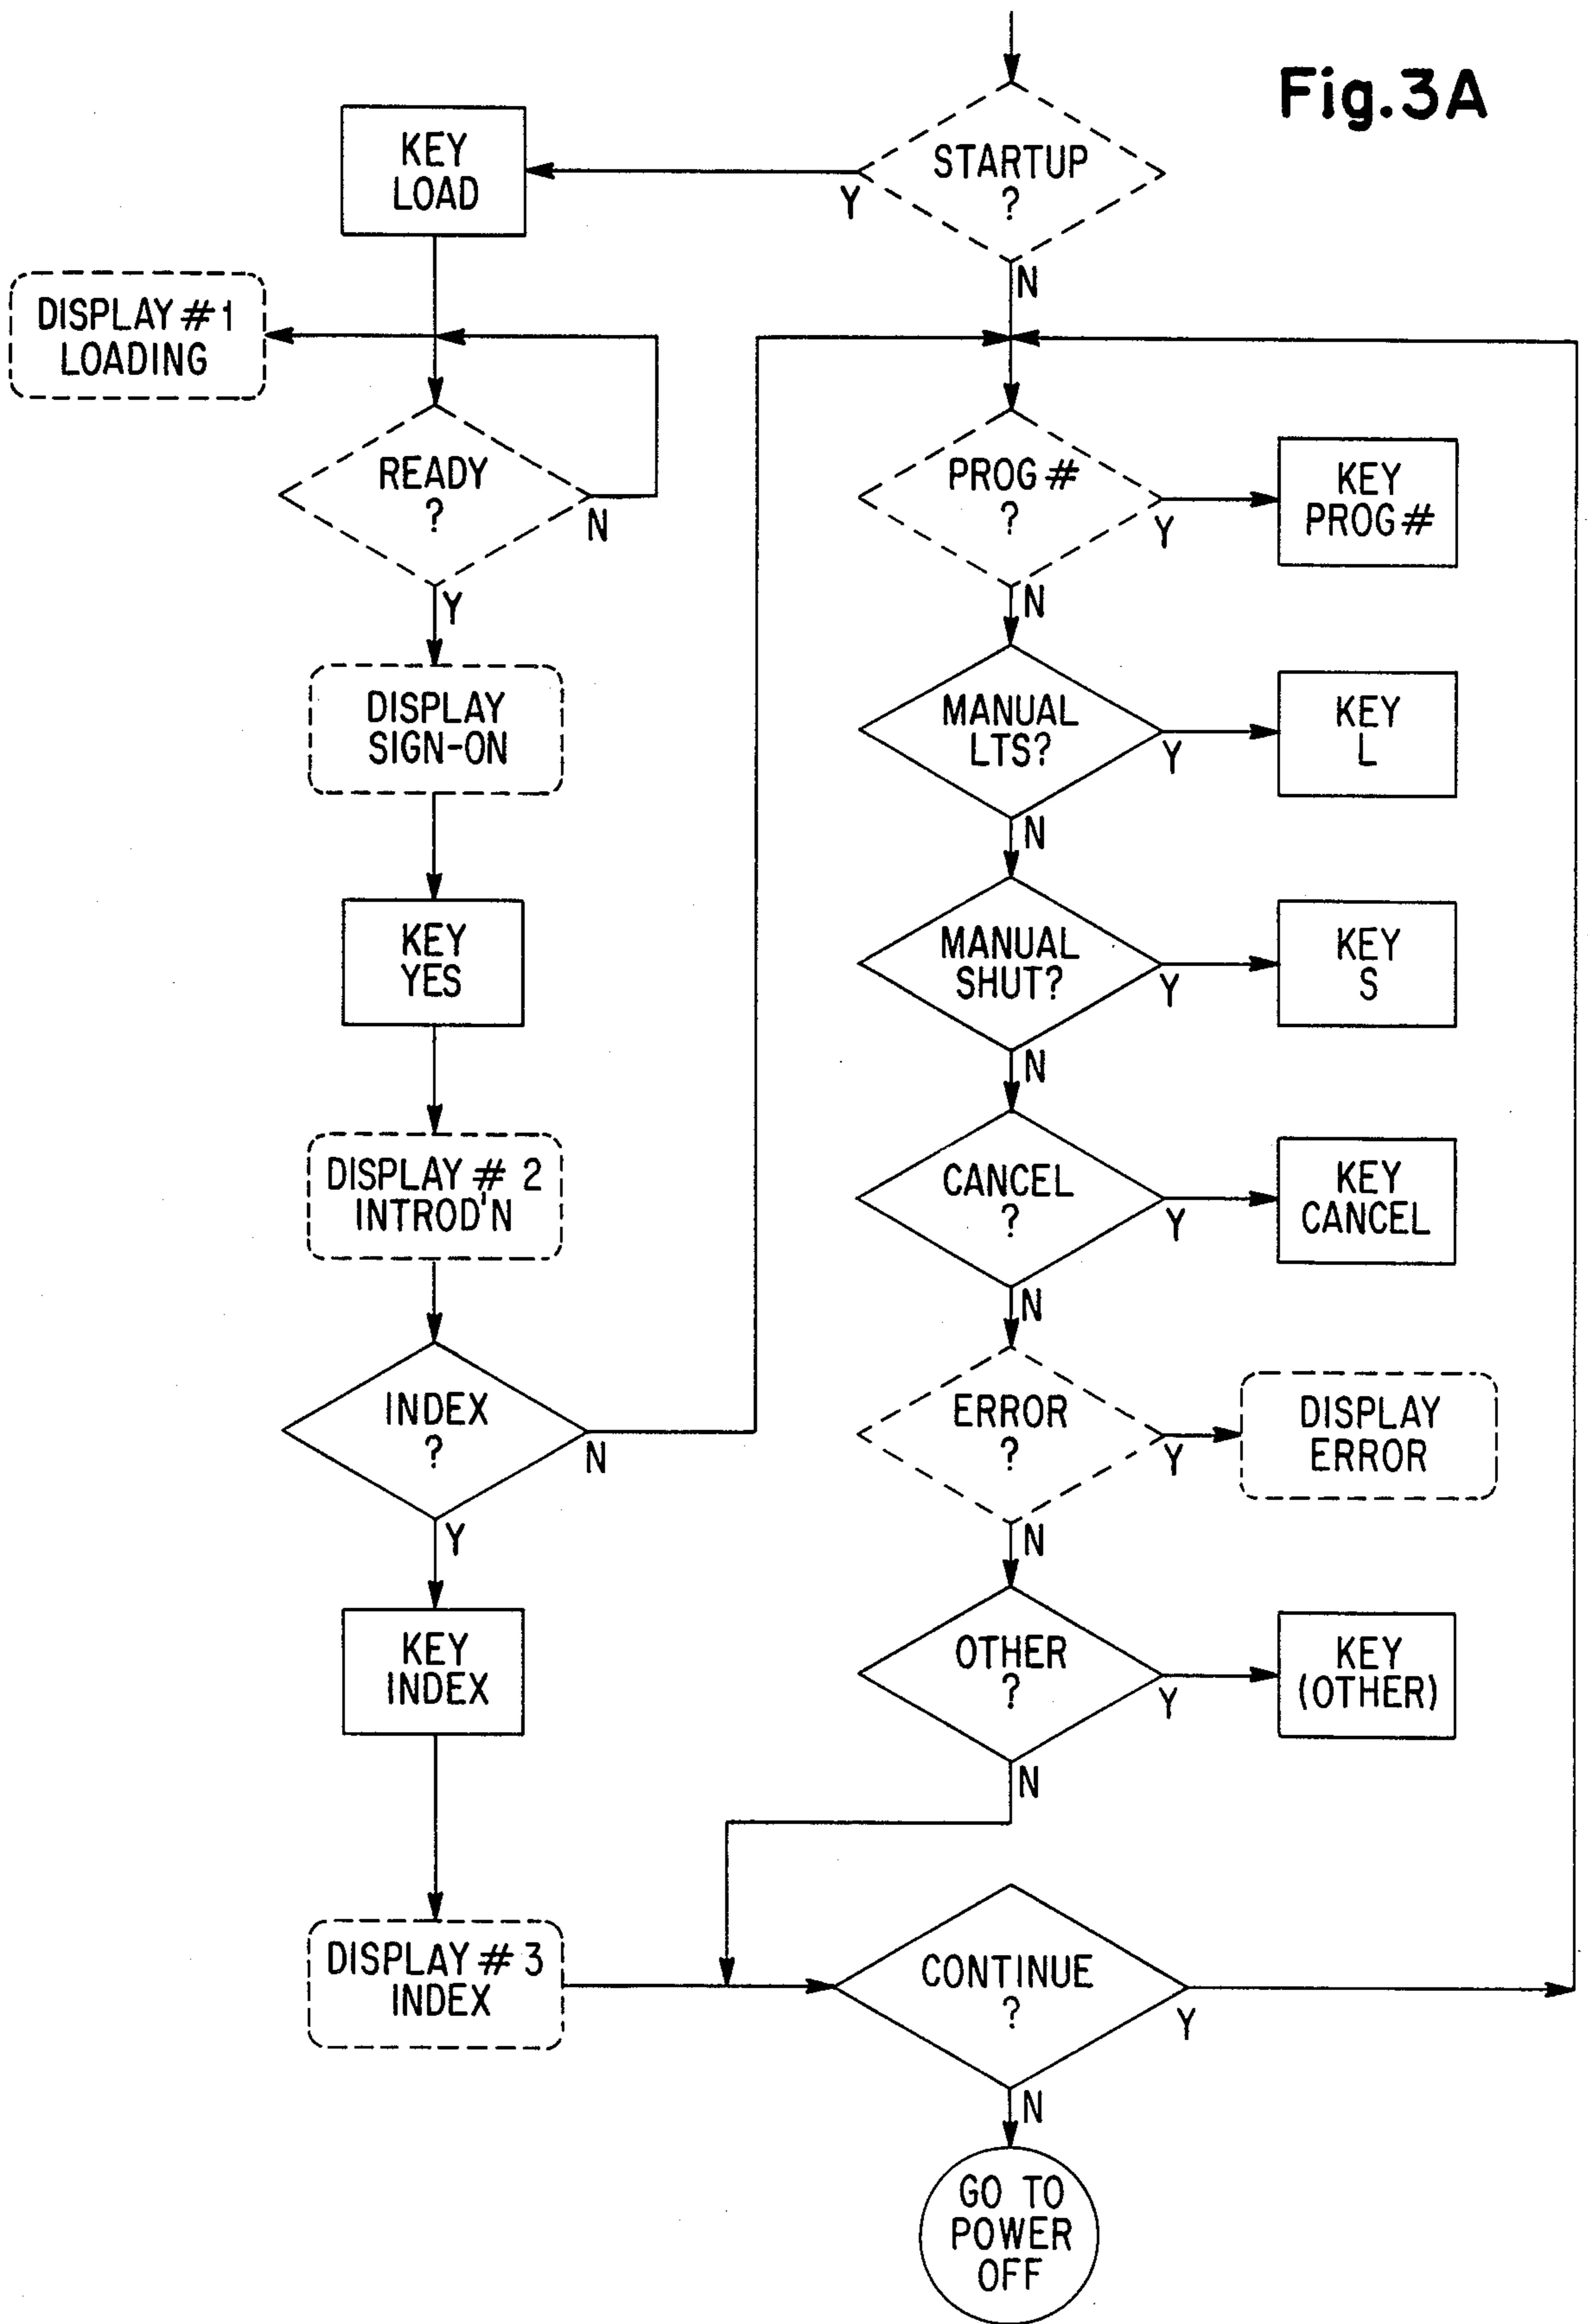 Fig.3A
STARTUP
?
Y
N
KEY
LOAD
DISPLAY #1
LOADING
READY
?
N
Y
DISPLAY
SIGN-ON
KEY
YES
DISPLAY # 2
INTROD'N
INDEX
?
N
Y
KEY
INDEX
DISPLAY # 3
INDEX
PROG #
?
Y
N
KEY
PROG #
MANUAL
LTS?
Y
N
KEY
L
MANUAL
SHUT?
Y
N
KEY
S
CANCEL
?
Y
N
KEY
CANCEL
ERROR
?
Y
N
DISPLAY
ERROR
OTHER
?
Y
N
KEY
(OTHER)
CONTINUE
?
Y
N
GO TO
POWER
OFF